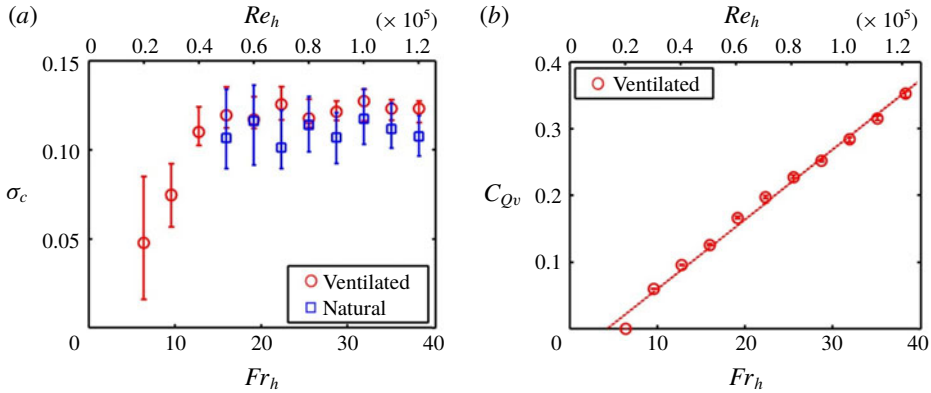 (a)
Re_h
(× 10^5)
0 0.2 0.4 0.6 0.8 1.0 1.2
0.15
0.10
σ_c
0.05
0
Ventilated
Natural
10 20 30 40
Fr_h
(b)
Re_h
(× 10^5)
0 0.2 0.4 0.6 0.8 1.0 1.2
0.4
Ventilated
0.3
C_Qv
0.2
0.1
0
10 20 30 40
Fr_h